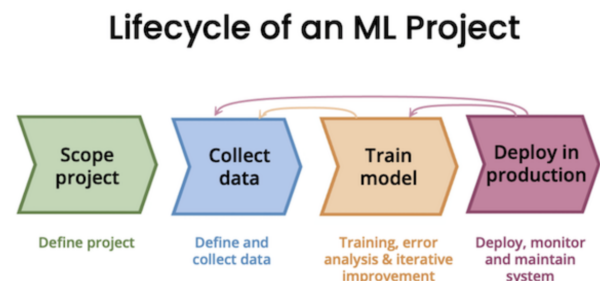 Lifecycle of an ML Project
Scope
project
Collect
data
Train
model
Deploy in
production
Define project
Define and
collect data
Training, error
analysis & iterative
improvement
Deploy, monitor
and maintain
system